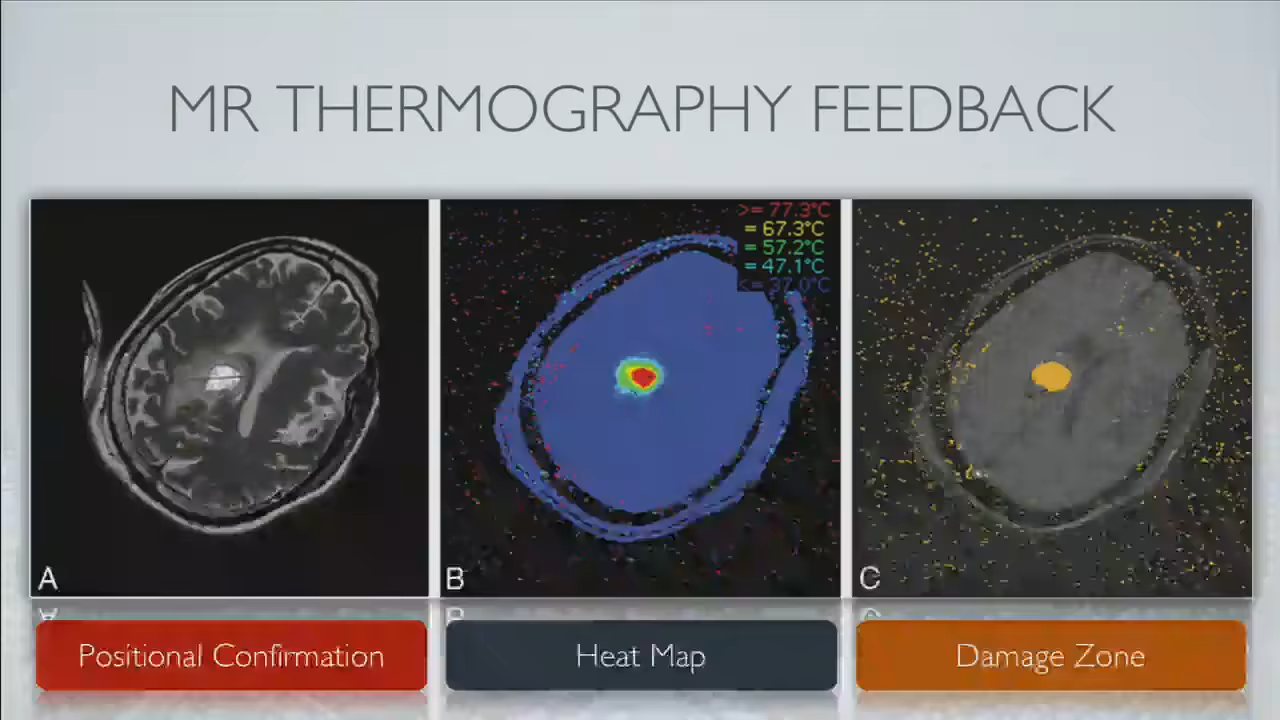 MR THERMOGRAPHY FEEDBACK
>= 77.3°C
= 67.3°C
= 57.2°C
= 47.1°C
<= 37.0°C
A
B
C
Positional Confirmation
Heat Map
Damage Zone